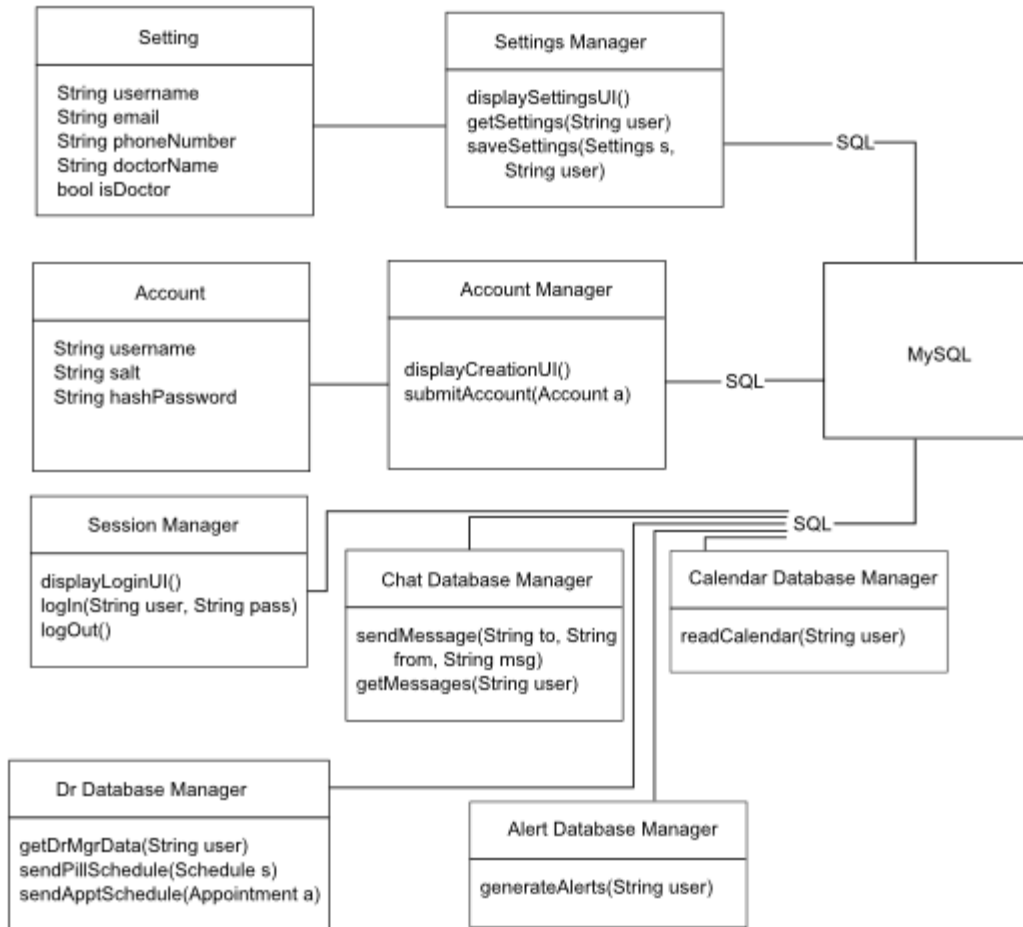 Setting
String username
String email
String phoneNumber
String doctorName
bool isDoctor
Settings Manager
displaySettingsUI()
getSettings(String user)
saveSettings(Settings s,
String user)
SQL
Account
String username
String salt
String hashPassword
Account Manager
displayCreationUI()
submitAccount(Account a)
SQL
MySQL
Session Manager
displayLoginUI()
logIn(String user, String pass)
logOut()
SQL
Chat Database Manager
sendMessage(String to, String
from, String msg)
getMessages(String user)
Calendar Database Manager
readCalendar(String user)
Dr Database Manager
getDrMgrData(String user)
sendPillSchedule(Schedule s)
sendApptSchedule(Appointment a)
Alert Database Manager
generateAlerts(String user)